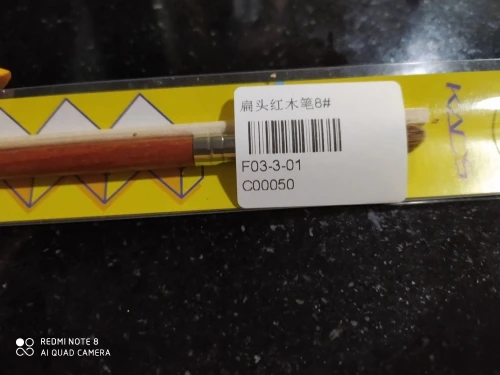 扁头红木笔8#
F03-3-01
C00050
REDMI NOTE 8
AI QUAD CAMERA